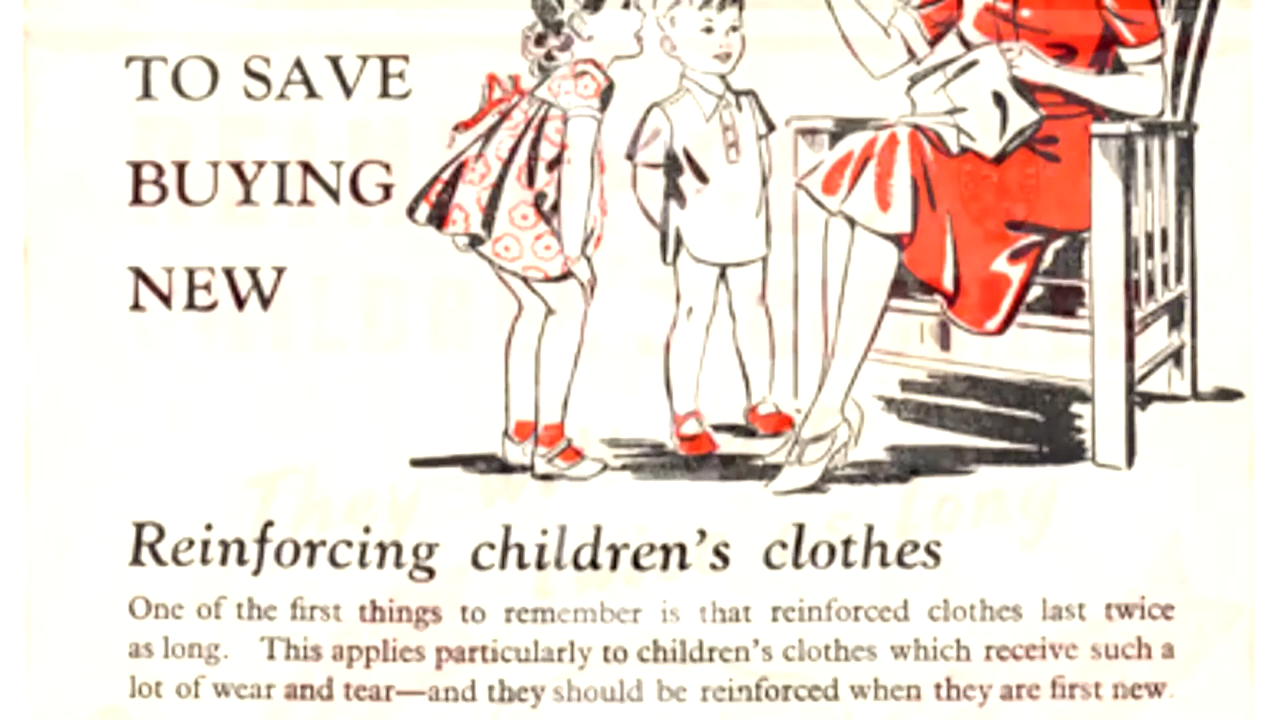 TO SAVE
BUYING
NEW
Reinforcing children's clothes
One of the first things to remember is that reinforced clothes last twice
as long. This applies particularly to children's clothes which receive such a
lot of wear and tear—and they should be reinforced when they are first new.